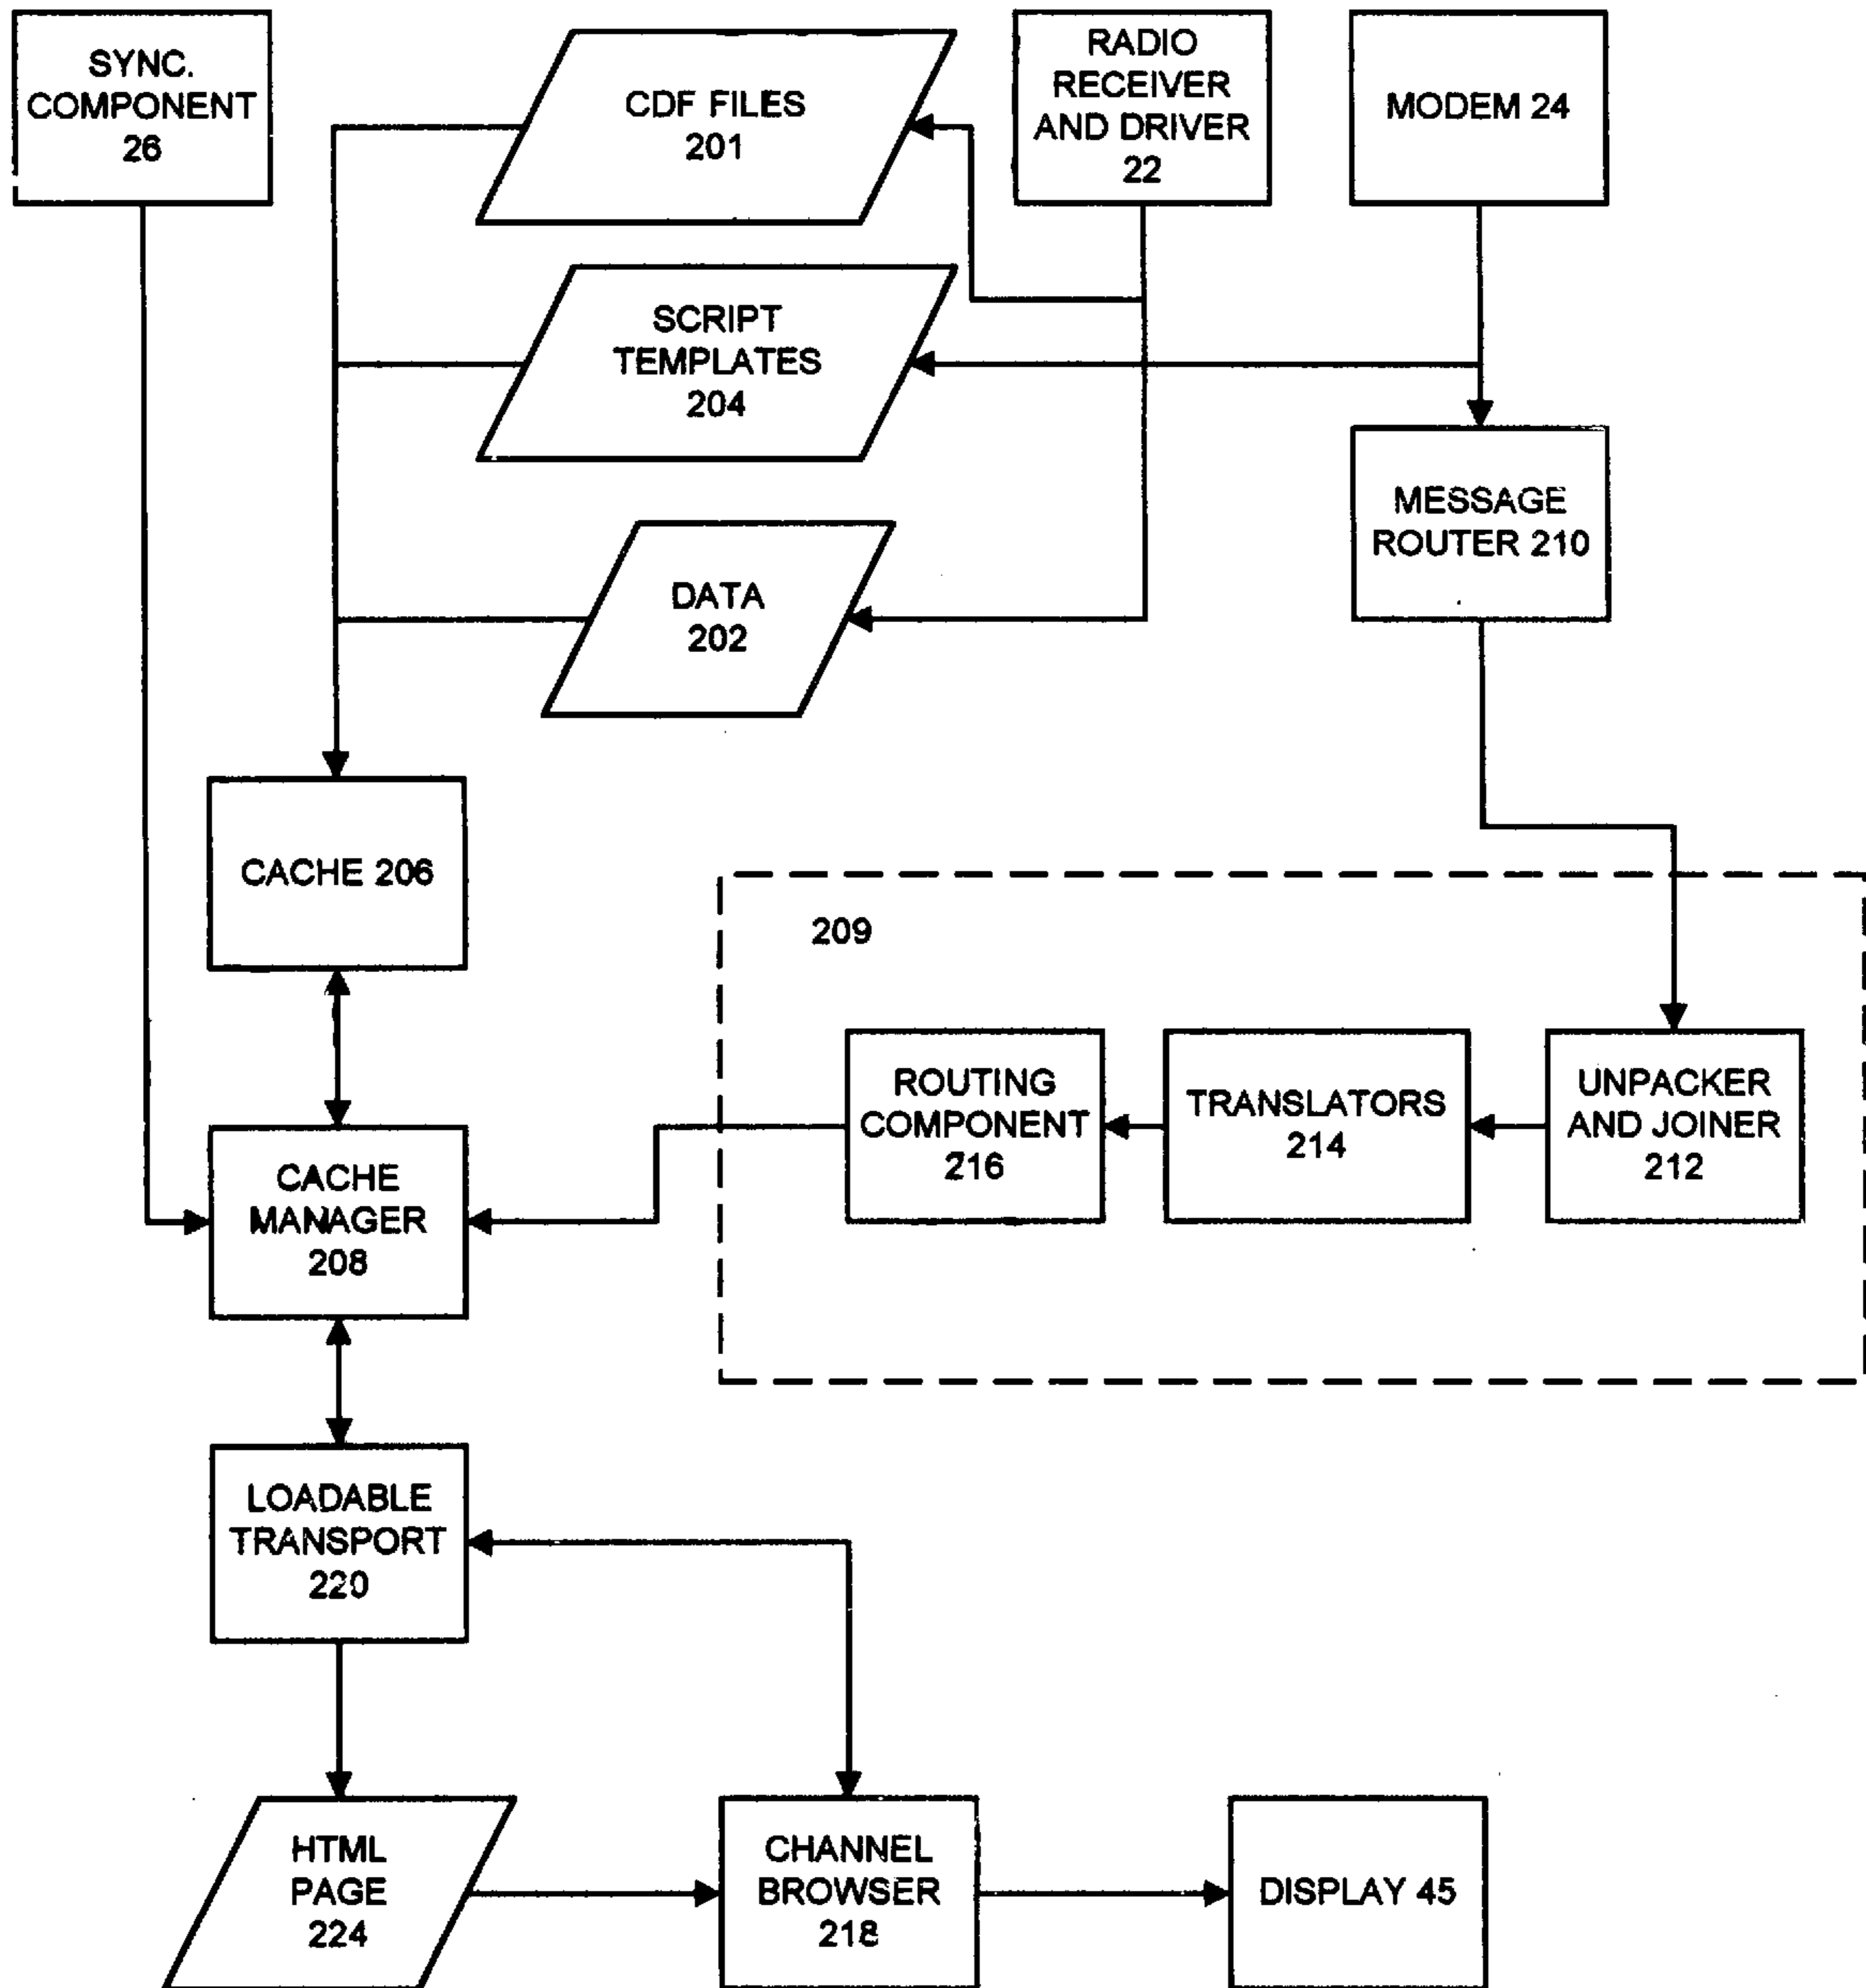 SYNC.
COMPONENT
26
CDF FILES
201
RADIO
RECEIVER
AND DRIVER
22
MODEM 24
SCRIPT
TEMPLATES
204
MESSAGE
ROUTER 210
DATA
202
CACHE 206
209
ROUTING
COMPONENT
216
TRANSLATORS
214
UNPACKER
AND JOINER
212
CACHE
MANAGER
208
LOADABLE
TRANSPORT
220
HTML
PAGE
224
CHANNEL
BROWSER
218
DISPLAY 45